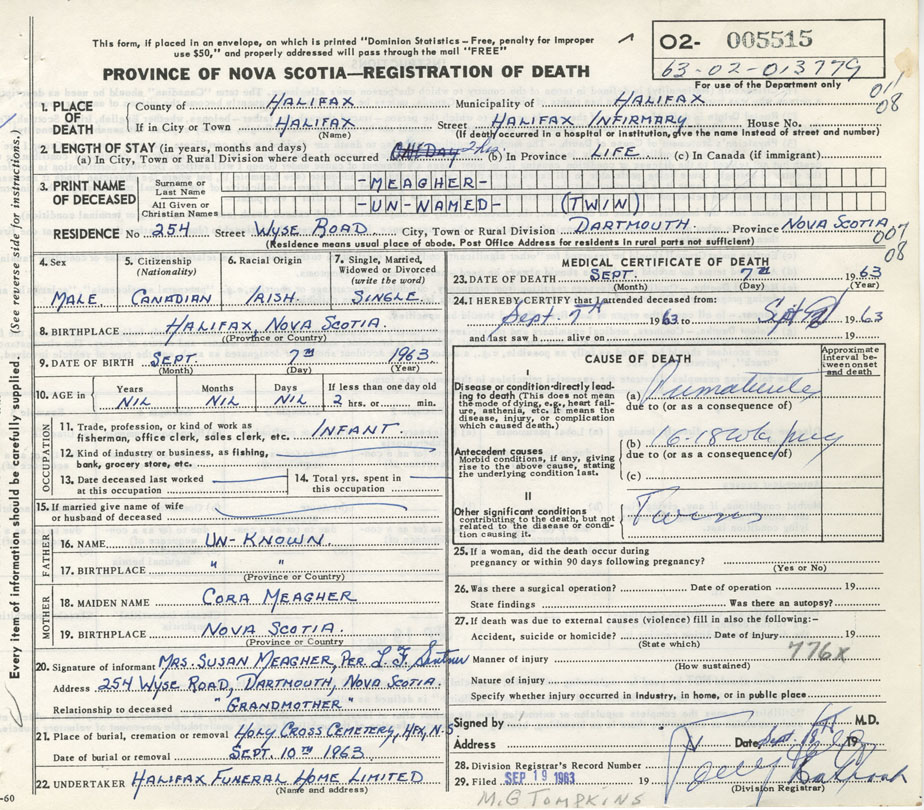 This form, if placed in an envelope, on which is printed "Dominion Statistics – Free, penalty for improper
use $50," and properly addressed will pass through the mail "FREE"
O2- 005515
63-02-013779
For use of the Department only
PROVINCE OF NOVA SCOTIA—REGISTRATION OF DEATH
011
08
1. PLACE OF DEATH
County of HALIFAX Municipality of HALIFAX
If in City or Town HALIFAX Street HALIFAX INFIRMARY House No.
(Name) (If death occurred in a hospital or institution, give the name instead of street and number)
2. LENGTH OF STAY (in years, months and days)
(a) In City, Town or Rural Division where death occurred 2 hrs. (b) In Province LIFE (c) In Canada (if immigrant)
3. PRINT NAME OF DECEASED
Surname or Last Name -MEAGHER-
All Given or Christian Names -UN-NAMED- (TWIN)
RESIDENCE No 254 Street WYSE ROAD City, Town or Rural Division DARTMOUTH. Province NOVA SCOTIA
(Residence means usual place of abode. Post Office Address for residents in rural parts not sufficient)
007
08
4. Sex MALE
5. Citizenship (Nationality) CANADIAN
6. Racial Origin IRISH.
7. Single, Married, Widowed or Divorced (write the word) SINGLE
8. BIRTHPLACE HALIFAX, NOVA SCOTIA.
(Province or Country)
9. DATE OF BIRTH SEPT. 7TH 1963
(Month) (Day) (Year)
10. AGE in Years NIL Months NIL Days NIL If less than one day old 2 hrs. or min.
OCCUPATION
11. Trade, profession, or kind of work as fisherman, office clerk, sales clerk, etc. INFANT.
12. Kind of industry or business, as fishing, bank, grocery store, etc.
13. Date deceased last worked at this occupation
14. Total yrs. spent in this occupation
15. If married give name of wife or husband of deceased
FATHER
16. NAME UN-KNOWN
17. BIRTHPLACE " "
(Province or Country)
MOTHER
18. MAIDEN NAME CORA MEAGHER
19. BIRTHPLACE NOVA SCOTIA.
(Province or Country)
20. Signature of informant MRS. SUSAN MEAGHER, PER L. F.
Address 254 WYSE ROAD, DARTMOUTH, NOVA SCOTIA.
Relationship to deceased "GRANDMOTHER"
21. Place of burial, cremation or removal HOLY CROSS CEMETERY, HFX, N.S
Date of burial or removal SEPT. 10TH 1963
22. UNDERTAKER HALIFAX FUNERAL HOME LIMITED
(Name and address)
MEDICAL CERTIFICATE OF DEATH
23. DATE OF DEATH SEPT. 7TH 1963
(Month) (Day) (Year)
24. I HEREBY CERTIFY that I attended deceased from:
Sept. 7th 1963 to Sept 1963
and last saw h alive on 19
CAUSE OF DEATH
Approximate interval between onset and death
I
Disease or condition directly leading to death (This does not mean the mode of dying, e.g., heart failure, asthenia, etc. It means the disease, injury, or complication which caused death.)
(a) Prematurity
due to (or as a consequence of)
Antecedent causes
Morbid conditions, if any, giving rise to the above cause, stating the underlying condition last.
(b) 16-18 wks preg
due to (or as a consequence of)
(c)
II
Other significant conditions
contributing to the death, but not related to the disease or condition causing it.
Twins
25. If a woman, did the death occur during pregnancy or within 90 days following pregnancy?
(Yes or No)
26. Was there a surgical operation? Date of operation 19
State findings Was there an autopsy?
27. If death was due to external causes (violence) fill in also the following:-
Accident, suicide or homicide? Date of injury 19
(State which)
776x
Manner of injury
(How sustained)
Nature of injury
Specify whether injury occurred in industry, in home, or in public place
Signed by M.D.
Address Date Sept. 19
28. Division Registrar's Record Number
29. Filed SEP 19 1963 19
(Division Registrar)
M.G TOMPKINS
Every item of information should be carefully supplied. (See reverse side for instructions.)
-60